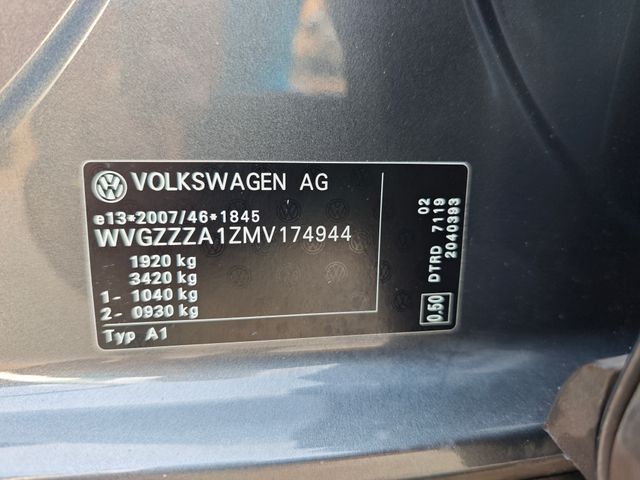 VOLKSWAGEN AG
e13*2007/46*1845
WVGZZZA1ZMV174944
1920 kg
3420 kg
1- 1040 kg
2- 0930 kg
Typ A1
02
DTRD 7119
2040393
0.50